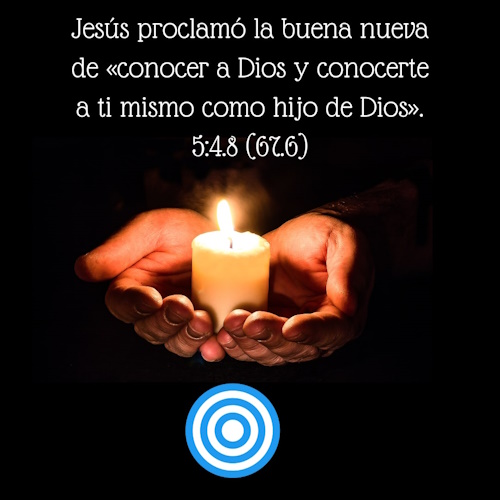 Jesús proclamó la buena nueva
de «conocer a Dios y conocerte
a ti mismo como hijo de Dios».
5:4.8 (67.6)